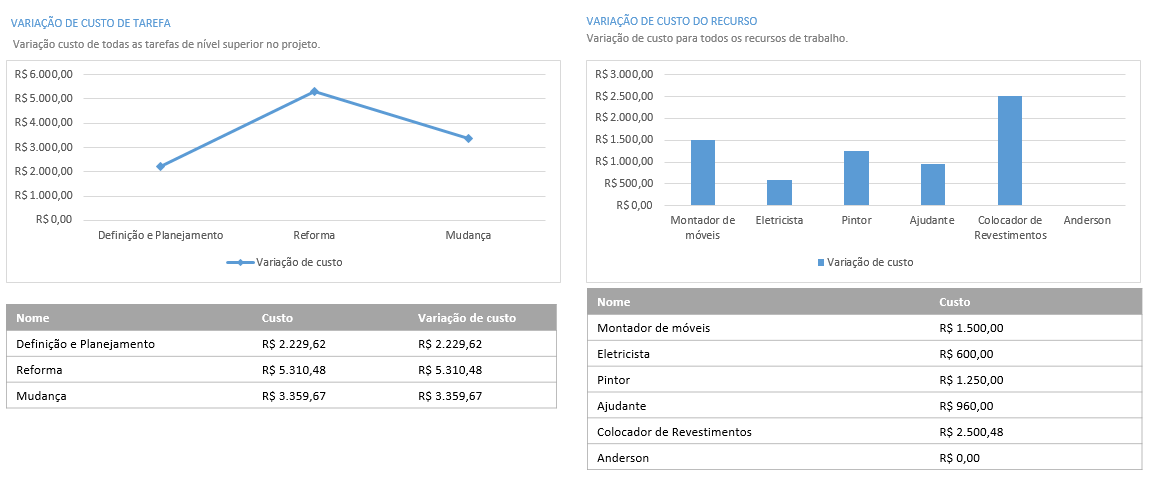 VARIAÇÃO DE CUSTO DE TAREFA
Variação custo de todas as tarefas de nível superior no projeto.
R$ 6.000,00
R$ 5.000,00
R$ 4.000,00
R$ 3.000,00
R$ 2.000,00
R$ 1.000,00
R$ 0,00
Definição e Planejamento Reforma Mudança
Variação de custo
Nome Custo Variação de custo
Definição e Planejamento R$ 2.229,62 R$ 2.229,62
Reforma R$ 5.310,48 R$ 5.310,48
Mudança R$ 3.359,67 R$ 3.359,67
VARIAÇÃO DE CUSTO DO RECURSO
Variação de custo para todos os recursos de trabalho.
R$ 3.000,00
R$ 2.500,00
R$ 2.000,00
R$ 1.500,00
R$ 1.000,00
R$ 500,00
R$ 0,00
Montador de Eletricista Pintor Ajudante Colocador de Anderson
móveis Revestimentos
Variação de custo
Nome Custo
Montador de móveis R$ 1.500,00
Eletricista R$ 600,00
Pintor R$ 1.250,00
Ajudante R$ 960,00
Colocador de Revestimentos R$ 2.500,48
Anderson R$ 0,00